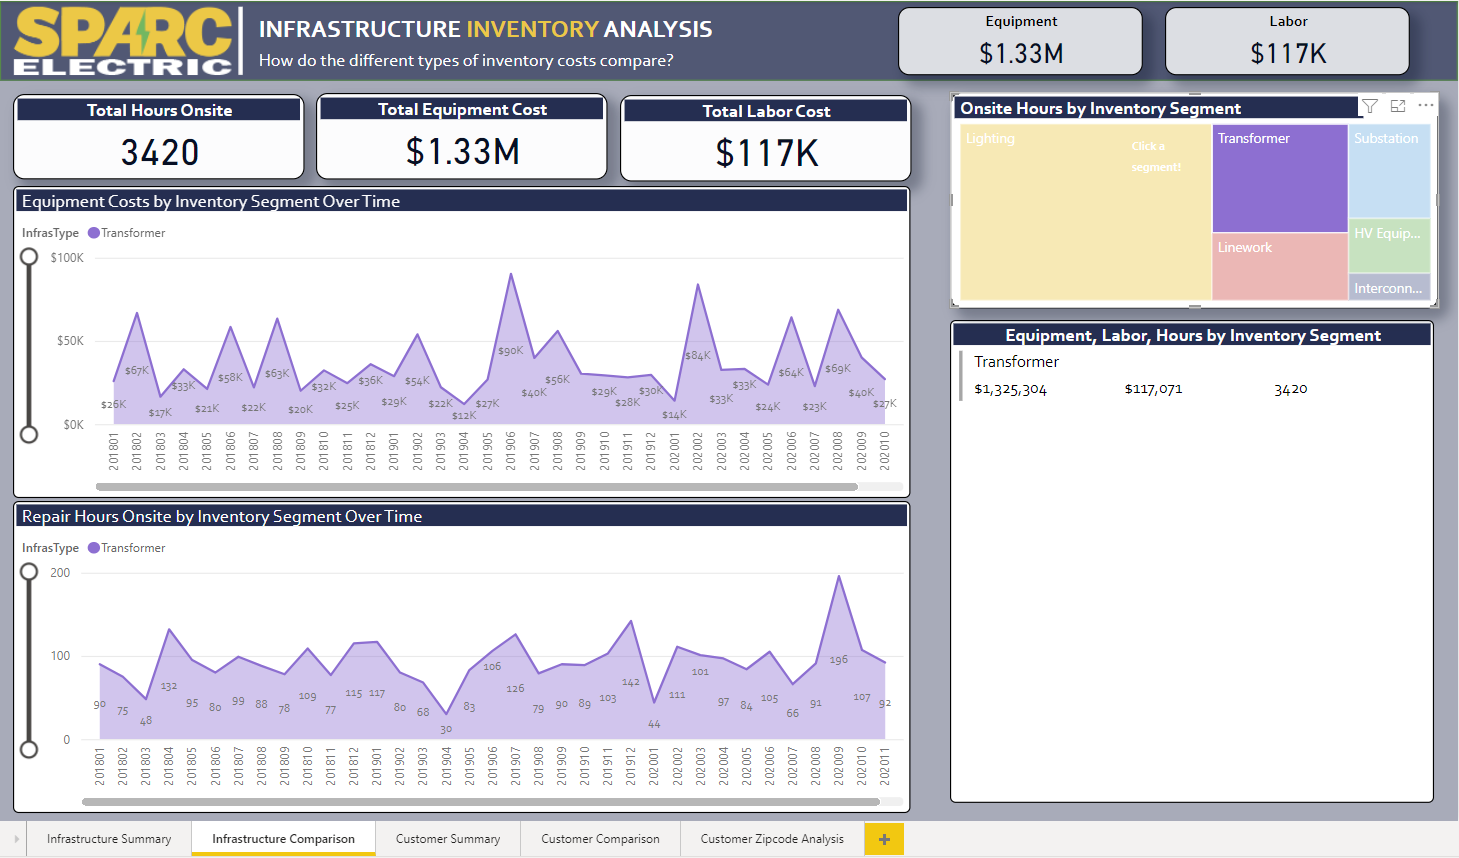 SPARC
ELECTRIC
INFRASTRUCTURE INVENTORY ANALYSIS
How do the different types of inventory costs compare?
Equipment
$1.33M
Labor
$117K
Total Hours Onsite
3420
Total Equipment Cost
$1.33M
Total Labor Cost
$117K
Onsite Hours by Inventory Segment
Lighting
Click a
segment!
Transformer
Linework
Substation
HV Equip...
Interconn...
Equipment Costs by Inventory Segment Over Time
InfrasType Transformer
$100K
$50K
$0K
$26K $67K $17K $33K $21K $58K $22K $63K $20K $32K $25K $36K $29K $54K $22K $12K $27K $90K $40K $56K $29K $28K $30K $14K $84K $33K $33K $24K $64K $23K $69K $40K $27K
201801 201802 201803 201804 201805 201806 201807 201808 201809 201810 201811 201812 201901 201902 201903 201904 201905 201906 201907 201908 201909 201910 201911 201912 202001 202002 202003 202004 202005 202006 202007 202008 202009 202010
Equipment, Labor, Hours by Inventory Segment
Transformer
$1,325,304 $117,071 3420
Repair Hours Onsite by Inventory Segment Over Time
InfrasType Transformer
200
100
0
90 75 48 132 95 80 99 88 78 109 77 115 117 80 68 30 83 106 126 79 90 89 103 142 44 111 101 97 84 105 66 91 196 107 92
201801 201802 201803 201804 201805 201806 201807 201808 201809 201810 201811 201812 201901 201902 201903 201904 201905 201906 201907 201908 201909 201910 201911 201912 202001 202002 202003 202004 202005 202006 202007 202008 202009 202010 202011
Infrastructure Summary
Infrastructure Comparison
Customer Summary
Customer Comparison
Customer Zipcode Analysis
+